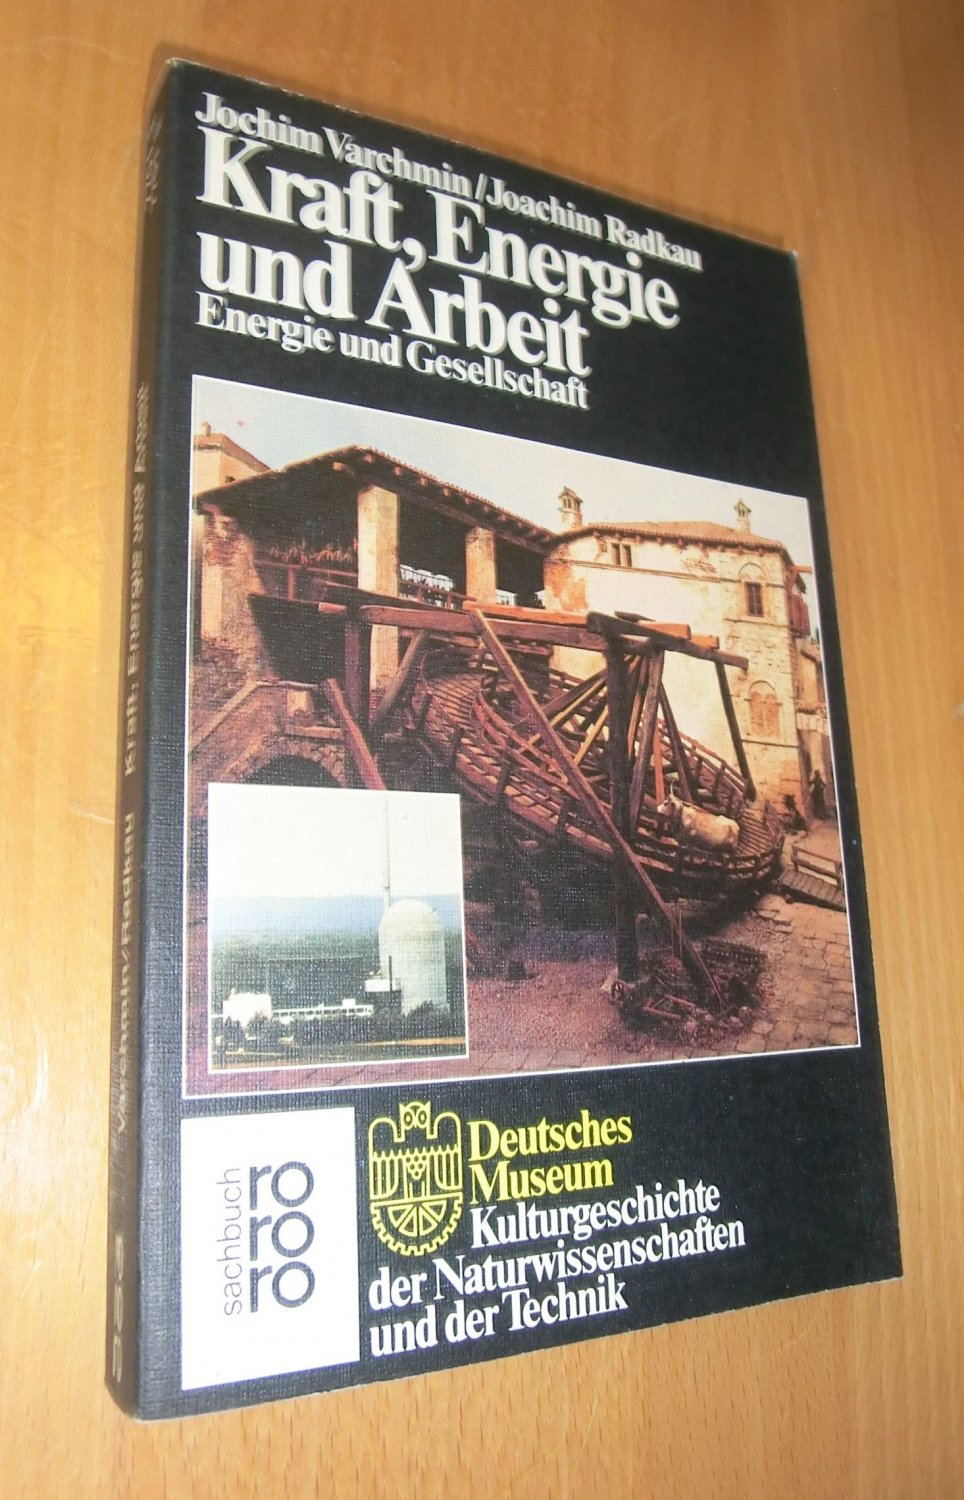 Jochim Varchmin/Joachim Radkau
Kraft, Energie
und Arbeit
Energie und Gesellschaft
sachbuch
ro
ro
ro
Deutsches
Museum
Kulturgeschichte
der Naturwissenschaften
und der Technik
Varchmin/Radkau Kraft, Energie und Arbeit